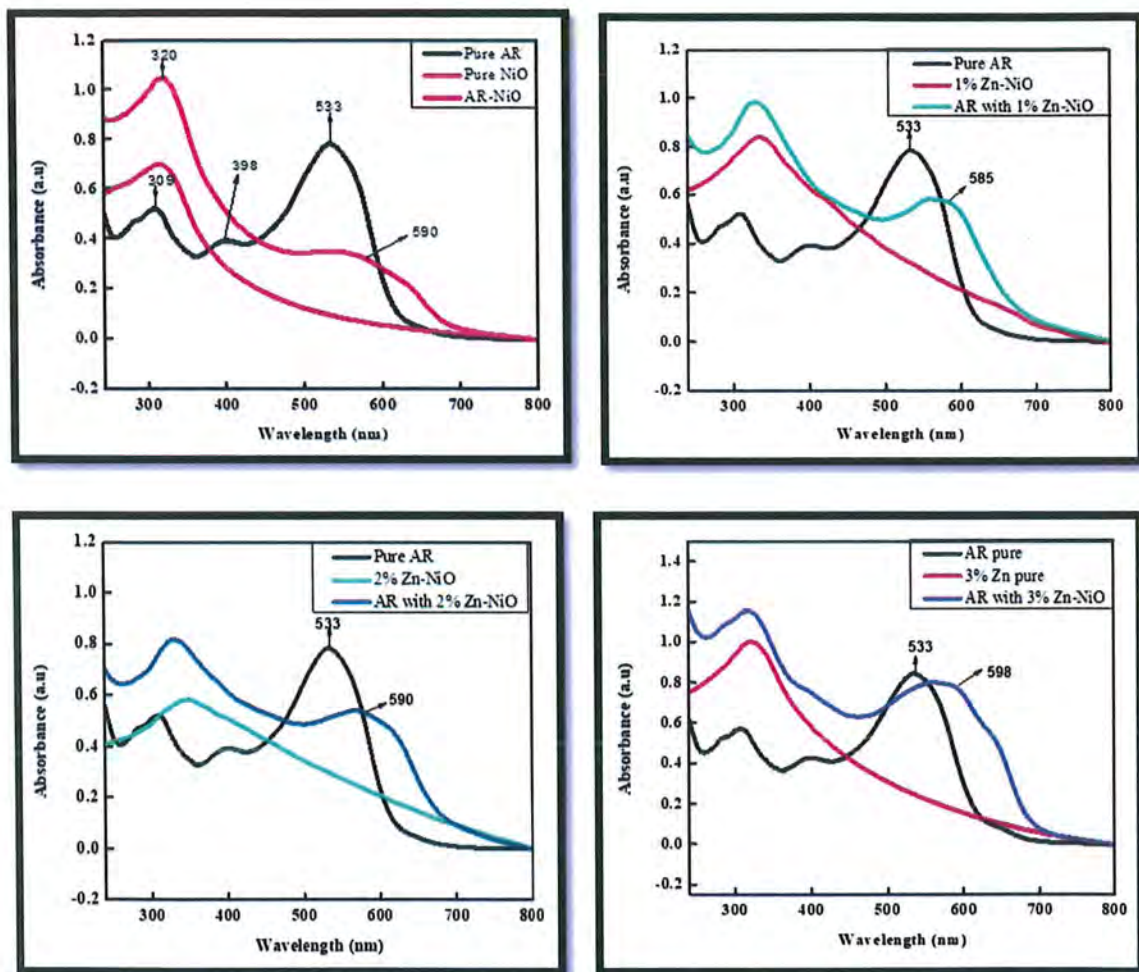 1.2
1.0
0.8
0.6
0.4
0.2
0.0
-0.2
Absorbance (a.u)
320
309
398
533
590
Pure AR
Pure NiO
AR-NiO
300 400 500 600 700 800
Wavelength (nm)
1.2
1.0
0.8
0.6
0.4
0.2
0.0
-0.2
Absorbance (a.u)
533
585
Pure AR
1% Zn-NiO
AR with 1% Zn-NiO
300 400 500 600 700 800
Wavelength (nm)
1.2
1.0
0.8
0.6
0.4
0.2
0.0
-0.2
Absorbance (a.u)
533
590
Pure AR
2% Zn-NiO
AR with 2% Zn-NiO
300 400 500 600 700 800
Wavelength (nm)
1.4
1.2
1.0
0.8
0.6
0.4
0.2
0.0
-0.2
Absorbance (a.u)
533
598
AR pure
3% Zn pure
AR with 3% Zn-NiO
300 400 500 600 700 800
Wavelength (nm)